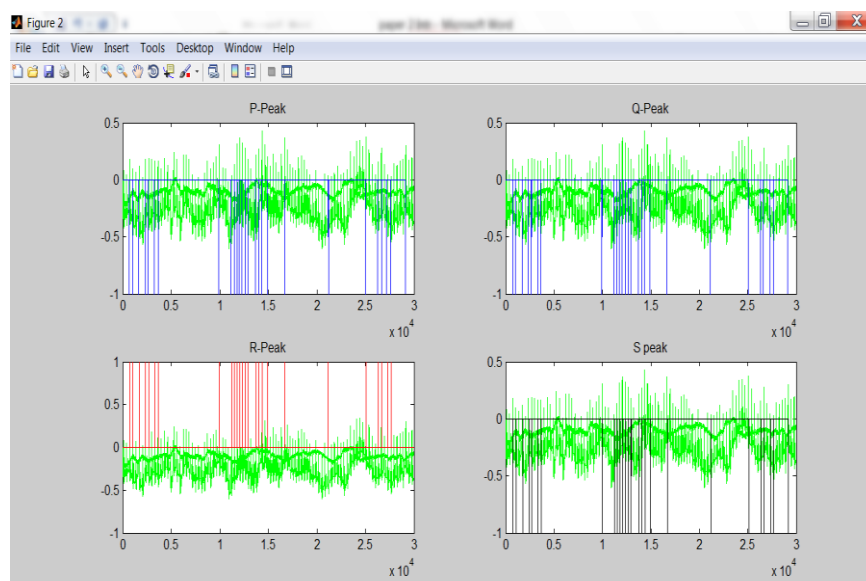 Figure 2
paper 2.bib - Microsoft Word
File Edit View Insert Tools Desktop Window Help
P-Peak
0.5
0
-0.5
-1
0 0.5 1 1.5 2 2.5 3
x 10^4
Q-Peak
0.5
0
-0.5
-1
0 0.5 1 1.5 2 2.5 3
x 10^4
R-Peak
1
0.5
0
-0.5
-1
0 0.5 1 1.5 2 2.5 3
x 10^4
S peak
0.5
0
-0.5
-1
0 0.5 1 1.5 2 2.5 3
x 10^4